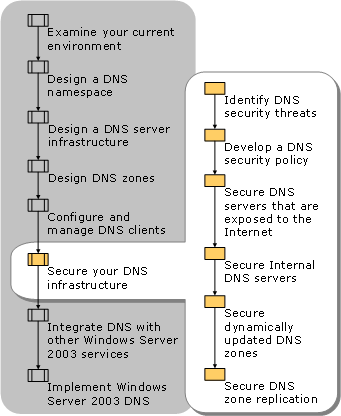 Examine your current
environment
Design a DNS
namespace
Design a DNS server
infrastructure
Design DNS zones
Configure and
manage DNS clients
Secure your DNS
infrastructure
Integrate DNS with
other Windows Server
2003 services
Implement Windows
Server 2003 DNS
Identify DNS
security threats
Develop a DNS
security policy
Secure DNS
servers that are
exposed to the
Internet
Secure Internal
DNS servers
Secure
dynamically
updated DNS
zones
Secure DNS
zone replication